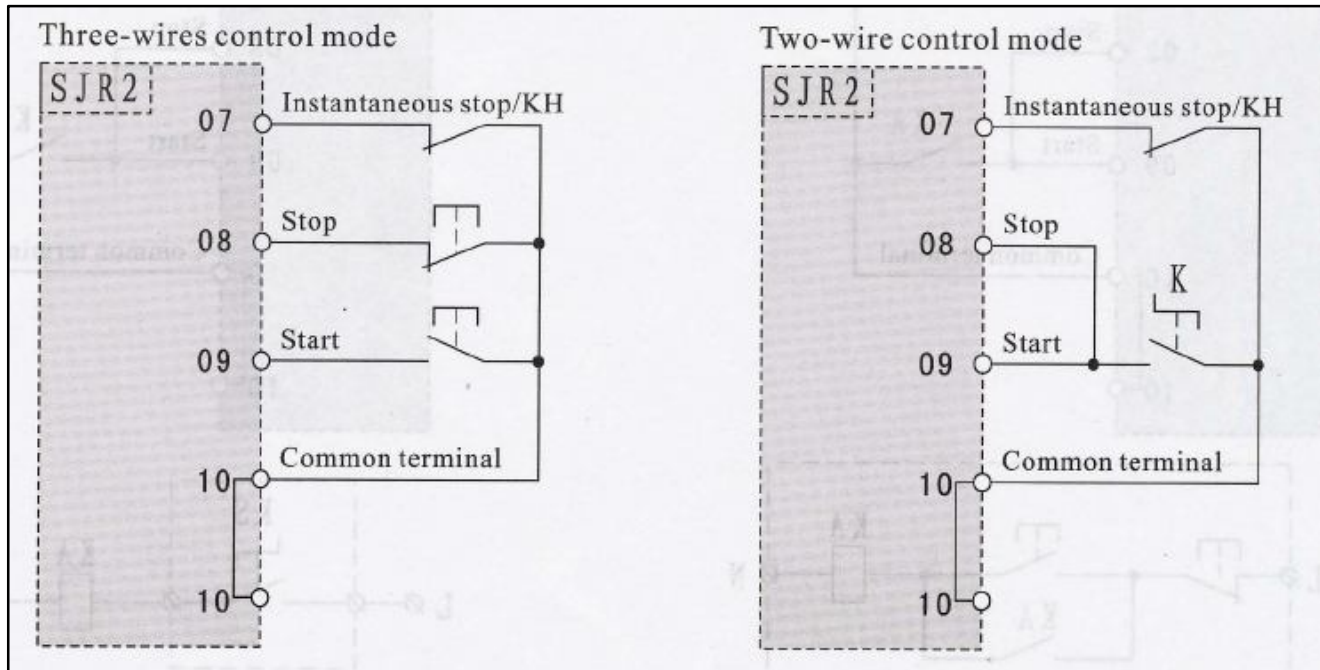 Three-wires control mode
SJR2
07 Instantaneous stop/KH
08 Stop
09 Start
10 Common terminal
10
Two-wire control mode
SJR2
07 Instantaneous stop/KH
08 Stop
K
09 Start
10 Common terminal
10